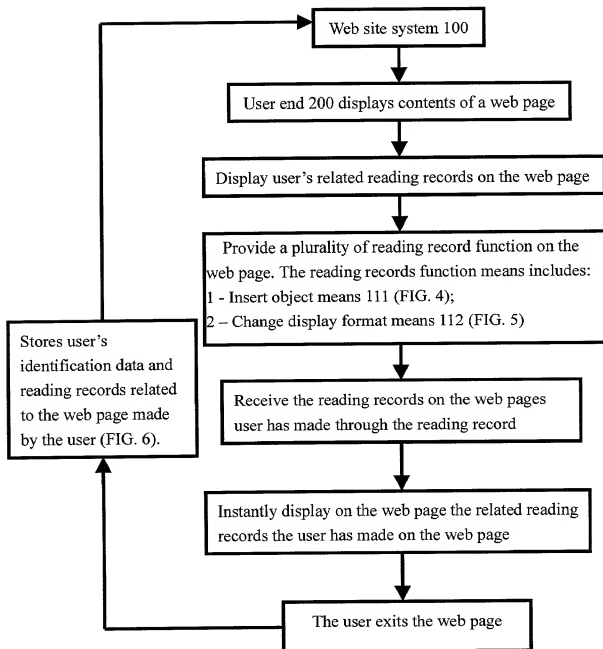 Web site system 100
User end 200 displays contents of a web page
Display user's related reading records on the web page
Provide a plurality of reading record function on the
web page. The reading records function means includes:
1 - Insert object means 111 (FIG. 4);
2 – Change display format means 112 (FIG. 5)
Stores user's
identification data and
reading records related
to the web page made
by the user (FIG. 6).
Receive the reading records on the web pages
user has made through the reading record
Instantly display on the web page the related reading
records the user has made on the web page
The user exits the web page